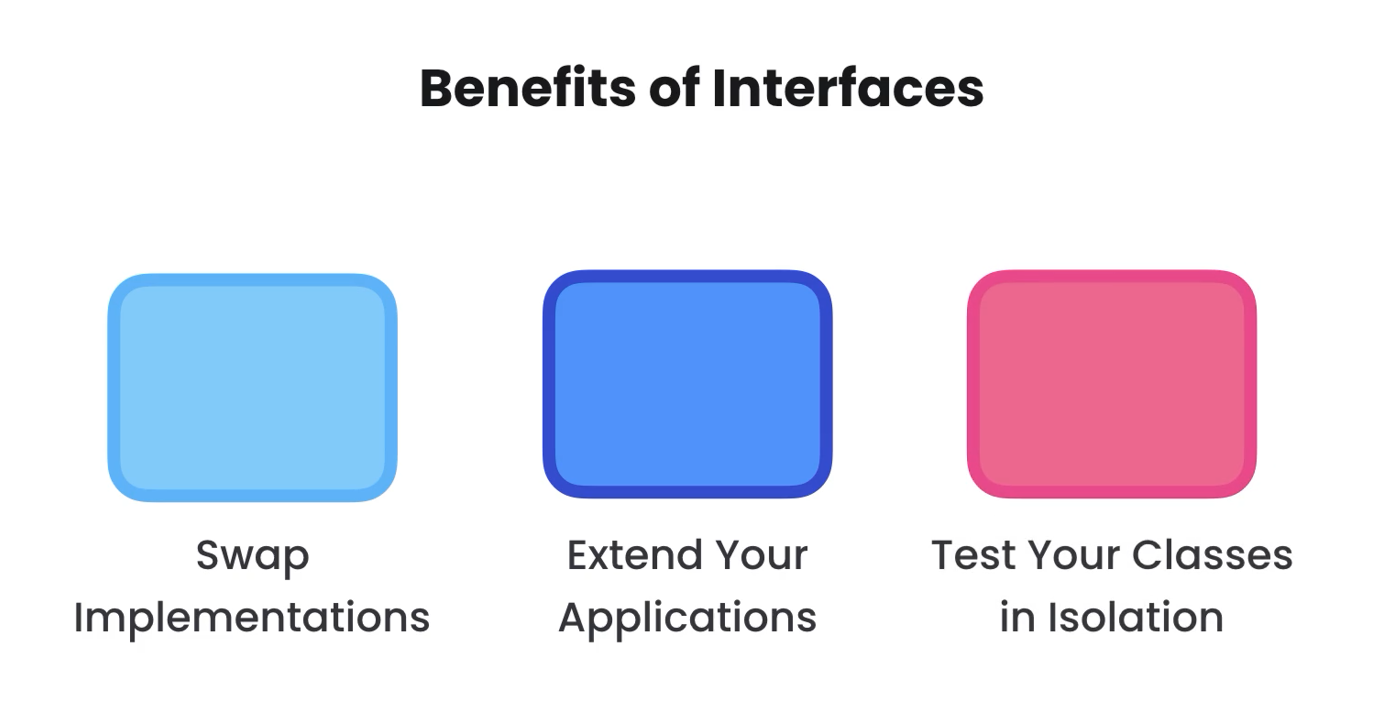 Benefits of Interfaces
Swap
Implementations
Extend Your
Applications
Test Your Classes
in Isolation